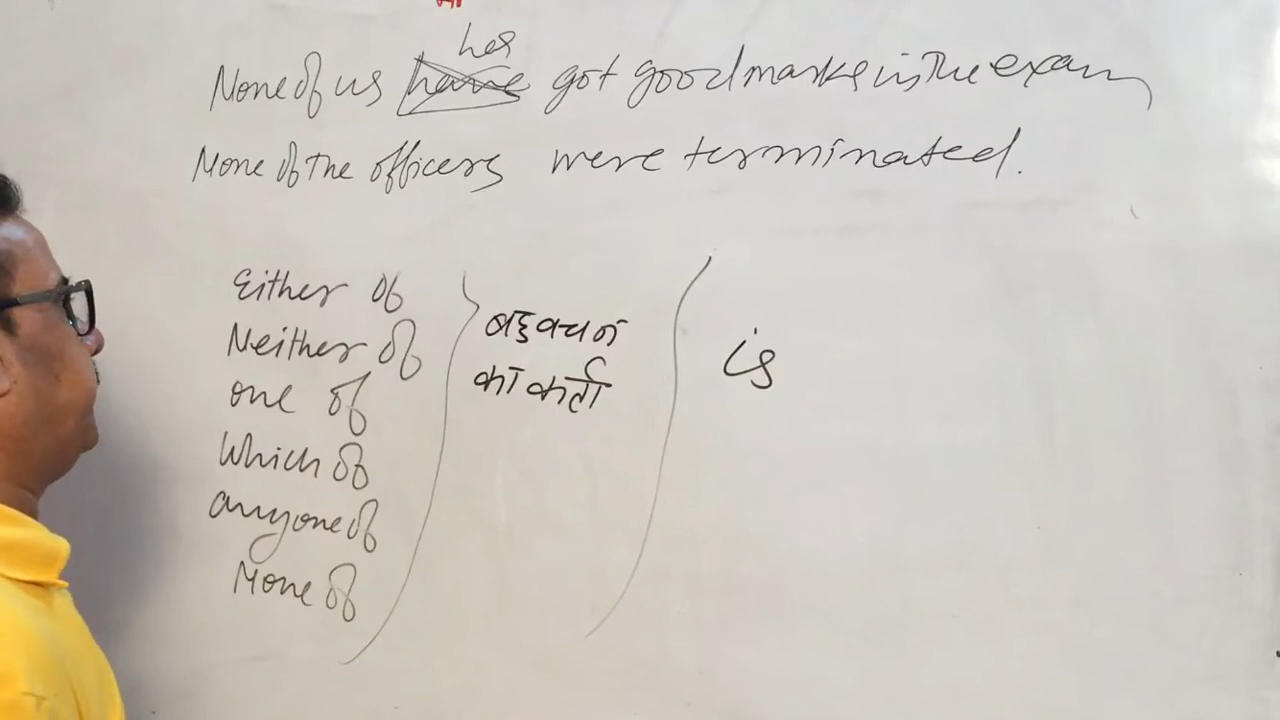 has
None of us have got good marks in the exam
None of the officers were terminated.
Either of
Neither of
one of
Which of
anyone of
None of
बहुवचन
का कर्ता
is